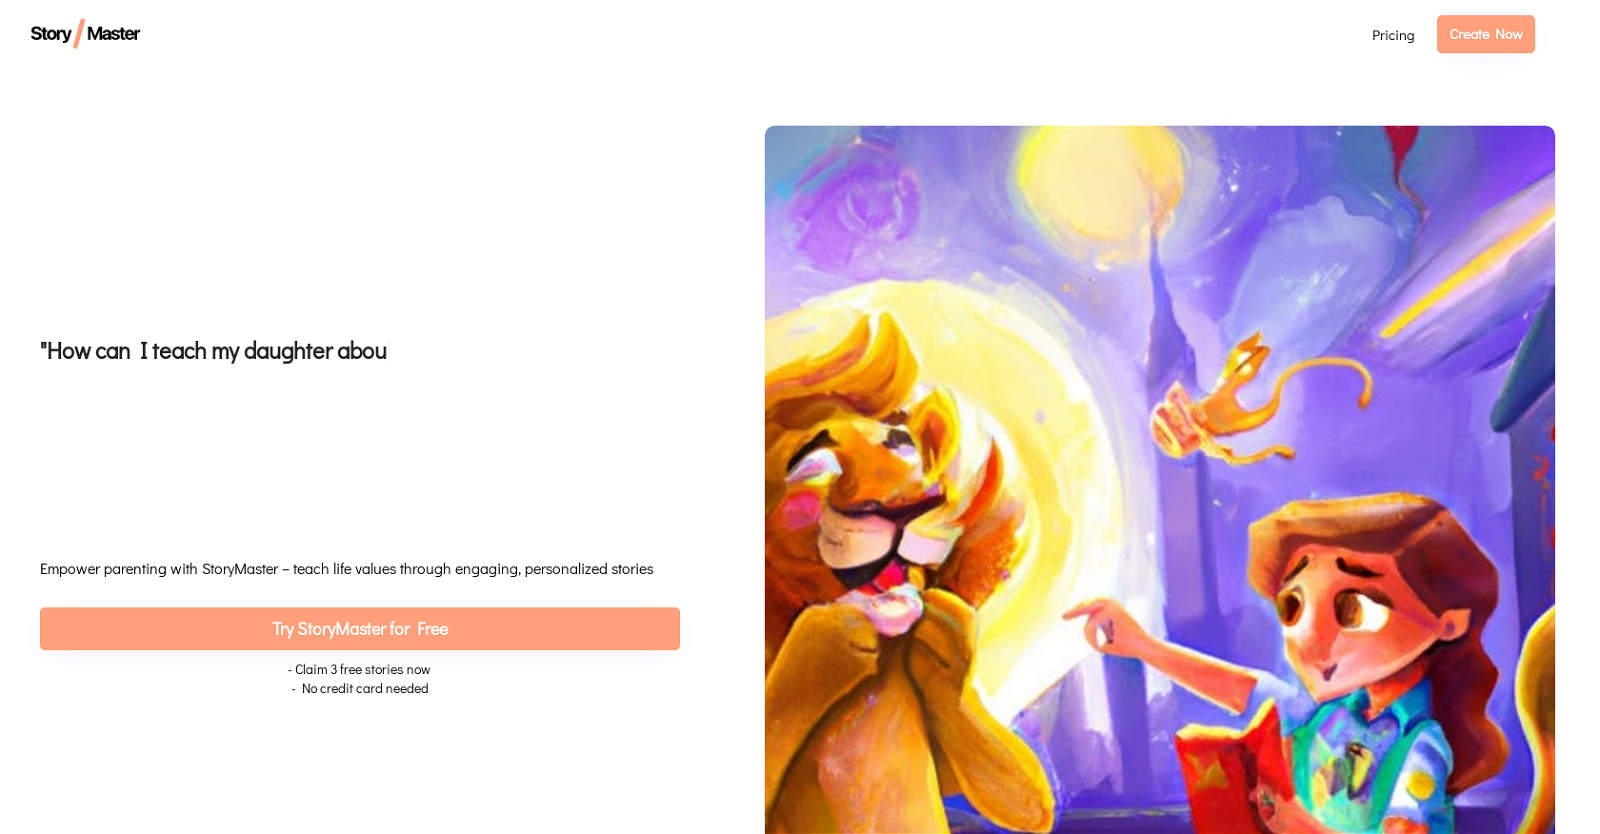 Story / Master
Pricing
Create Now
"How can I teach my daughter abou
Empower parenting with StoryMaster – teach life values through engaging, personalized stories
Try StoryMaster for Free
- Claim 3 free stories now
- No credit card needed